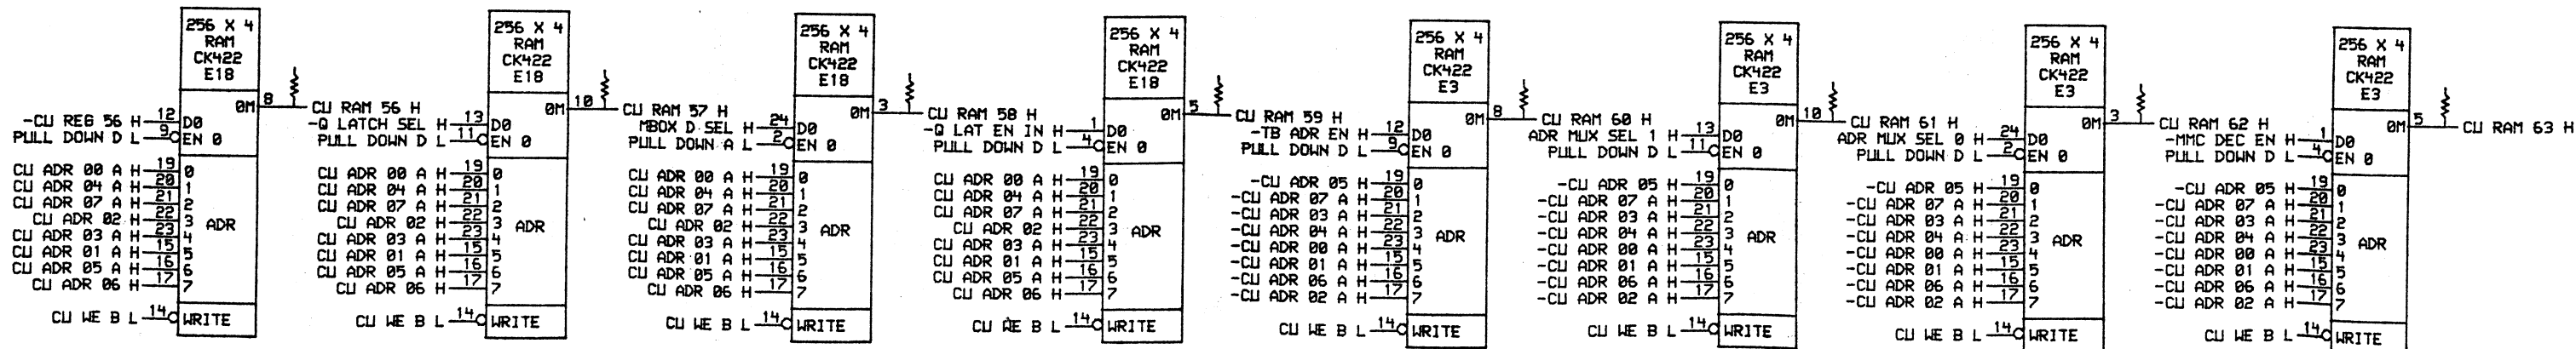 256 X 4
RAM
CK422
E18
0M 8 CU RAM 56 H
-CU REG 56 H 12 D0
PULL DOWN D L 9 EN 0
CU ADR 00 A H 19 0
CU ADR 04 A H 20 1
CU ADR 07 A H 21 2
CU ADR 02 H 22 3 ADR
CU ADR 03 A H 23 4
CU ADR 01 A H 15 5
CU ADR 05 A H 16 6
CU ADR 06 H 17 7
CU WE B L 14 WRITE
256 X 4
RAM
CK422
E18
0M 10 CU RAM 57 H
-Q LATCH SEL H 13 D0
PULL DOWN D L 11 EN 0
CU ADR 00 A H 19 0
CU ADR 04 A H 20 1
CU ADR 07 A H 21 2
CU ADR 02 H 22 3 ADR
CU ADR 03 A H 23 4
CU ADR 01 A H 15 5
CU ADR 05 A H 16 6
CU ADR 06 H 17 7
CU WE B L 14 WRITE
256 X 4
RAM
CK422
E18
0M 3 CU RAM 58 H
MBOX D SEL H 24 D0
PULL DOWN A L 2 EN 0
CU ADR 00 A H 19 0
CU ADR 04 A H 20 1
CU ADR 07 A H 21 2
CU ADR 02 H 22 3 ADR
CU ADR 03 A H 23 4
CU ADR 01 A H 15 5
CU ADR 05 A H 16 6
CU ADR 06 H 17 7
CU WE B L 14 WRITE
256 X 4
RAM
CK422
E18
0M 5 CU RAM 59 H
-Q LAT EN IN H 1 D0
PULL DOWN D L 4 EN 0
CU ADR 00 A H 19 0
CU ADR 04 A H 20 1
CU ADR 07 A H 21 2
CU ADR 02 H 22 3 ADR
CU ADR 03 A H 23 4
CU ADR 01 A H 15 5
CU ADR 05 A H 16 6
CU ADR 06 H 17 7
CU WE B L 14 WRITE
256 X 4
RAM
CK422
E3
0M 8 CU RAM 60 H
-TB ADR EN H 12 D0
PULL DOWN D L 9 EN 0
-CU ADR 05 H 19 0
-CU ADR 07 A H 20 1
-CU ADR 03 A H 21 2
-CU ADR 04 A H 22 3 ADR
-CU ADR 00 A H 23 4
-CU ADR 01 A H 15 5
-CU ADR 06 A H 16 6
-CU ADR 02 A H 17 7
CU WE B L 14 WRITE
256 X 4
RAM
CK422
E3
0M 10 CU RAM 61 H
ADR MUX SEL 1 H 13 D0
PULL DOWN D L 11 EN 0
-CU ADR 05 H 19 0
-CU ADR 07 A H 20 1
-CU ADR 03 A H 21 2
-CU ADR 04 A H 22 3 ADR
-CU ADR 00 A H 23 4
-CU ADR 01 A H 15 5
-CU ADR 06 A H 16 6
-CU ADR 02 A H 17 7
CU WE B L 14 WRITE
256 X 4
RAM
CK422
E3
0M 3 CU RAM 62 H
ADR MUX SEL 0 H 24 D0
PULL DOWN D L 2 EN 0
-CU ADR 05 H 19 0
-CU ADR 07 A H 20 1
-CU ADR 03 A H 21 2
-CU ADR 04 A H 22 3 ADR
-CU ADR 00 A H 23 4
-CU ADR 01 A H 15 5
-CU ADR 06 A H 16 6
-CU ADR 02 A H 17 7
CU WE B L 14 WRITE
256 X 4
RAM
CK422
E3
0M 5 CU RAM 63 H
-MMC DEC EN H 1 D0
PULL DOWN D L 4 EN 0
-CU ADR 05 H 19 0
-CU ADR 07 A H 20 1
-CU ADR 03 A H 21 2
-CU ADR 04 A H 22 3 ADR
-CU ADR 00 A H 23 4
-CU ADR 01 A H 15 5
-CU ADR 06 A H 16 6
-CU ADR 02 A H 17 7
CU WE B L 14 WRITE